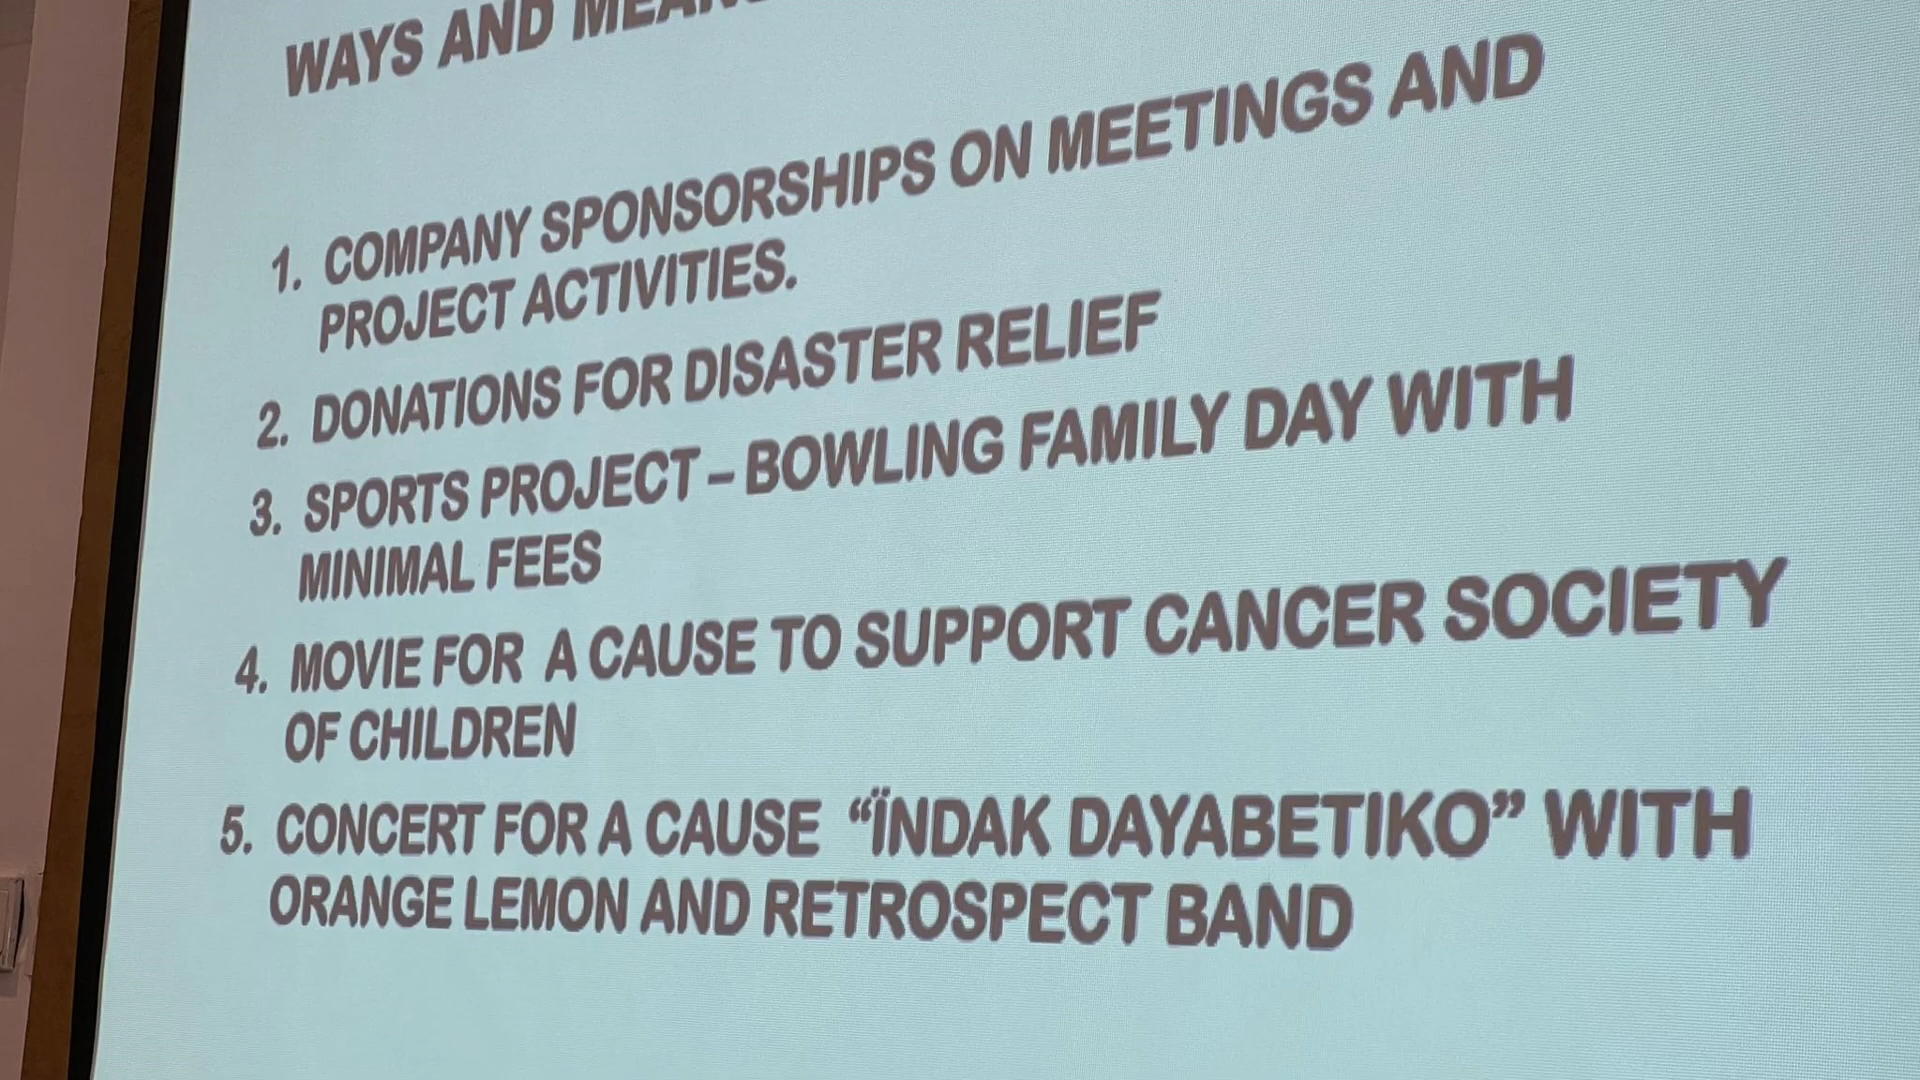 WAYS AND MEANS
1. COMPANY SPONSORSHIPS ON MEETINGS AND
PROJECT ACTIVITIES.
2. DONATIONS FOR DISASTER RELIEF
3. SPORTS PROJECT – BOWLING FAMILY DAY WITH
MINIMAL FEES
4. MOVIE FOR A CAUSE TO SUPPORT CANCER SOCIETY
OF CHILDREN
5. CONCERT FOR A CAUSE “ÏNDAK DAYABETIKO” WITH
ORANGE LEMON AND RETROSPECT BAND